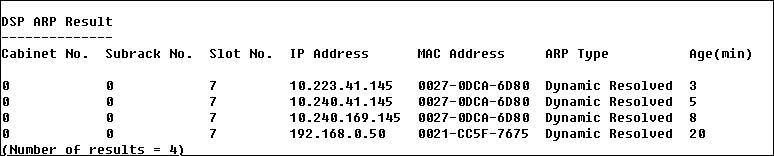 DSP ARP Result
--------------
Cabinet No.  Subrack No.  Slot No.  IP Address      MAC Address     ARP Type          Age(min)
0            0            7         10.223.41.145   0027-0DCA-6D80  Dynamic Resolved  3
0            0            7         10.240.41.145   0027-0DCA-6D80  Dynamic Resolved  5
0            0            7         10.240.169.145  0027-0DCA-6D80  Dynamic Resolved  8
0            0            7         192.168.0.50    0021-CC5F-7675  Dynamic Resolved  20
(Number of results = 4)